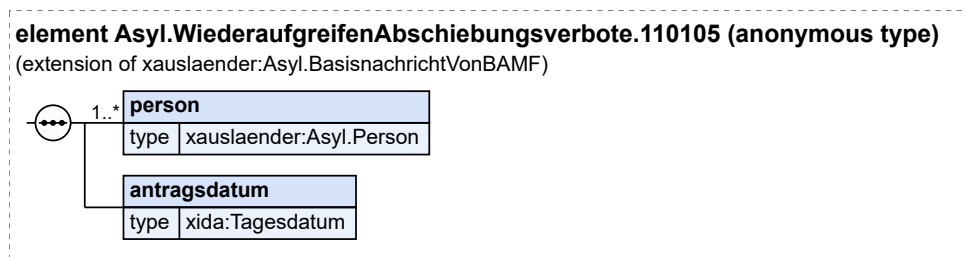 element Asyl.WiederaufgreifenAbschiebungsverbote.110105 (anonymous type)
(extension of xauslaender:Asyl.BasisnachrichtVonBAMF)
1..* person
type xauslaender:Asyl.Person
antragsdatum
type xida:Tagesdatum